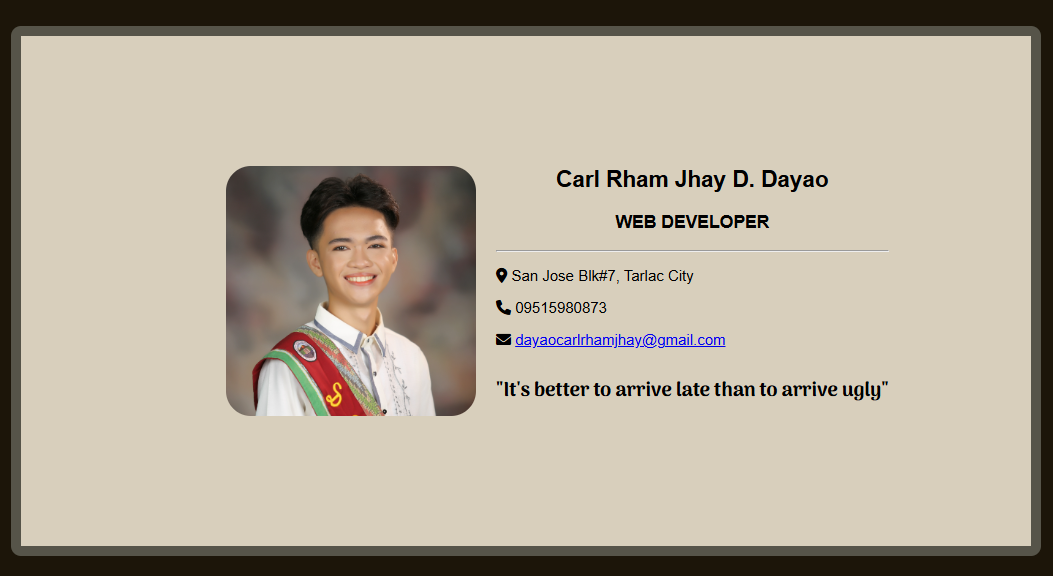 Carl Rham Jhay D. Dayao
WEB DEVELOPER
San Jose Blk#7, Tarlac City
09515980873
dayaocarlrhamjhay@gmail.com
"It's better to arrive late than to arrive ugly"